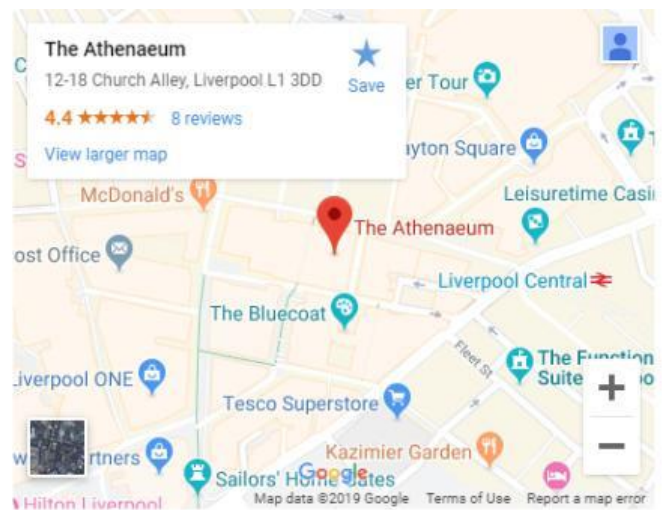 The Athenaeum
12-18 Church Alley, Liverpool L1 3DD
Save
4.4
8 reviews
View larger map
er Tour
ayton Square
McDonald's
Leisuretime Casi
The Athenaeum
ost Office
Liverpool Central
The Bluecoat
Fleet St
The Function
Suite
Liverpool ONE
Tesco Superstore
Kazimier Garden
rtners
Sailors' Home Gates
Google
Hilton Liverpool
Map data ©2019 Google
Terms of Use
Report a map error